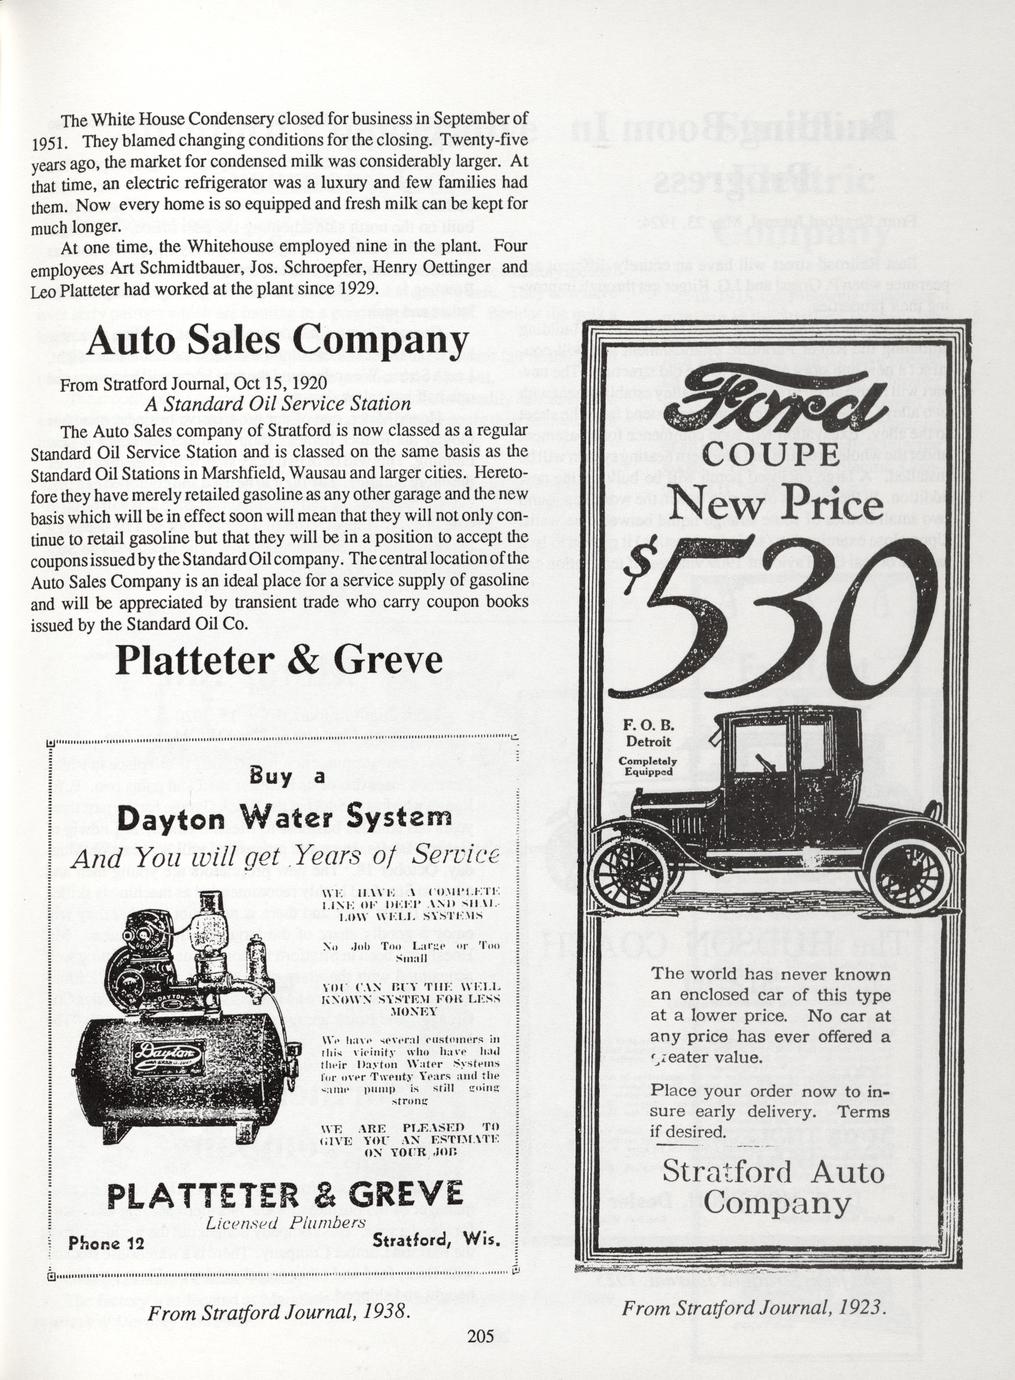 The White House Condensery closed for business in September of
1951. They blamed changing conditions for the closing. Twenty-five
years ago, the market for condensed milk was considerably larger. At
that time, an electric refrigerator was a luxury and few families had
them. Now every home is so equipped and fresh milk can be kept for
much longer.
At one time, the Whitehouse employed nine in the plant. Four
employees Art Schmidtbauer, Jos. Schroepfer, Henry Oettinger and
Leo Platteter had worked at the plant since 1929.
Auto Sales Company
From Stratford Journal, Oct 15, 1920
A Standard Oil Service Station
The Auto Sales company of Stratford is now classed as a regular
Standard Oil Service Station and is classed on the same basis as the
Standard Oil Stations in Marshfield, Wausau and larger cities. Hereto-
fore they have merely retailed gasoline as any other garage and the new
basis which will be in effect soon will mean that they will not only con-
tinue to retail gasoline but that they will be in a position to accept the
coupons issued by the Standard Oil company. The central location of the
Auto Sales Company is an ideal place for a service supply of gasoline
and will be appreciated by transient trade who carry coupon books
issued by the Standard Oil Co.
Platteter & Greve
Buy a
Dayton Water System
And You will get Years of Service
WE HAVE A COMPLETE
LINE OF DEEP AND SHAL-
LOW WELL SYSTEMS
No Job Too Large or Too
Small
YOU CAN BUY THE WELL
KNOWN SYSTEM FOR LESS
MONEY
We have several customers in
this vicinity who have had
their Dayton Water Systems
for over Twenty Years and the
same pump is still going
strong
WE ARE PLEASED TO
GIVE YOU AN ESTIMATE
ON YOUR JOB
DAYTON
Dayton
PLATTETER & GREVE
Licensed Plumbers
Phone 12 Stratford, Wis.
From Stratford Journal, 1938.
Ford
COUPE
New Price
$530
F. O. B.
Detroit
Completely
Equipped
The world has never known
an enclosed car of this type
at a lower price. No car at
any price has ever offered a
greater value.
Place your order now to in-
sure early delivery. Terms
if desired.
Stratford Auto
Company
From Stratford Journal, 1923.
205